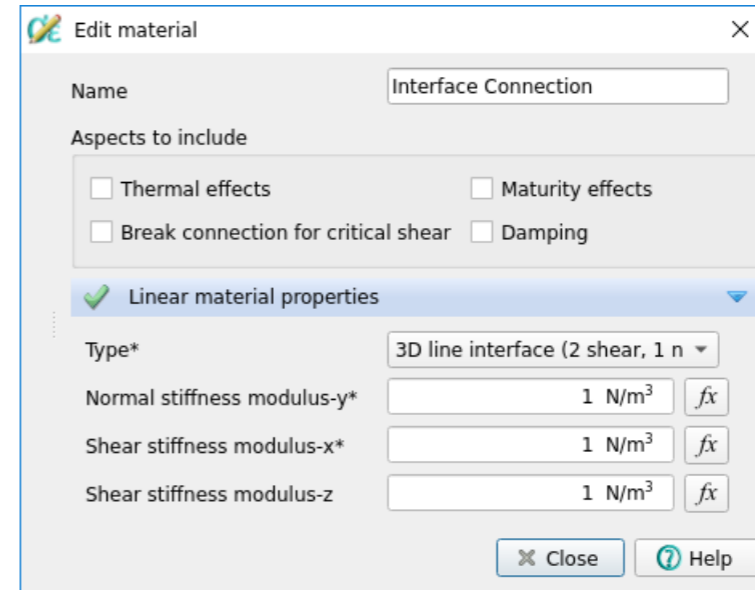 Edit material
Name Interface Connection
Aspects to include
Thermal effects Maturity effects
Break connection for critical shear Damping
Linear material properties
Type* 3D line interface (2 shear, 1 n
Normal stiffness modulus-y* 1 N/m³ fx
Shear stiffness modulus-x* 1 N/m³ fx
Shear stiffness modulus-z 1 N/m³ fx
Close Help